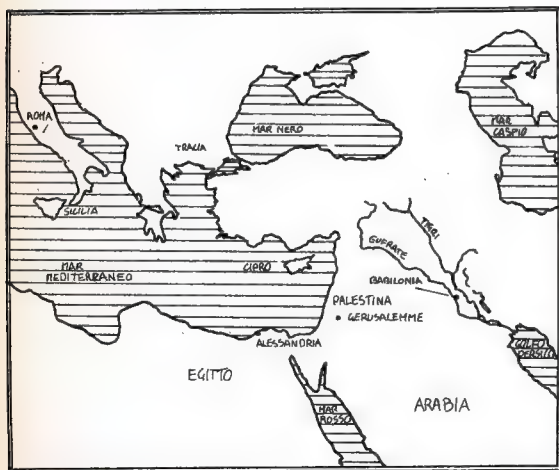 ROMA
TRACIA
MAR NERO
MAR
CASPIO
SICILIA
TIGRI
EUFRATE
MAR
MEDITERRANEO
CIPRO
BABILONIA
PALESTINA
GERUSALEMME
ALESSANDRIA
GOLFO
PERSICO
EGITTO
MAR
ROSSO
ARABIA